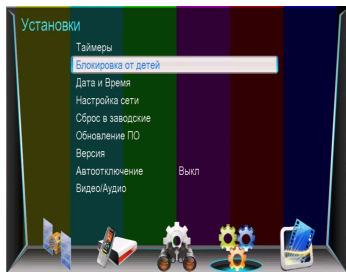 Установки
Таймеры
Блокировка от детей
Дата и Время
Настройка сети
Сброс в заводские
Обновление ПО
Версия
Автоотключение Выкл
Видео/Аудио